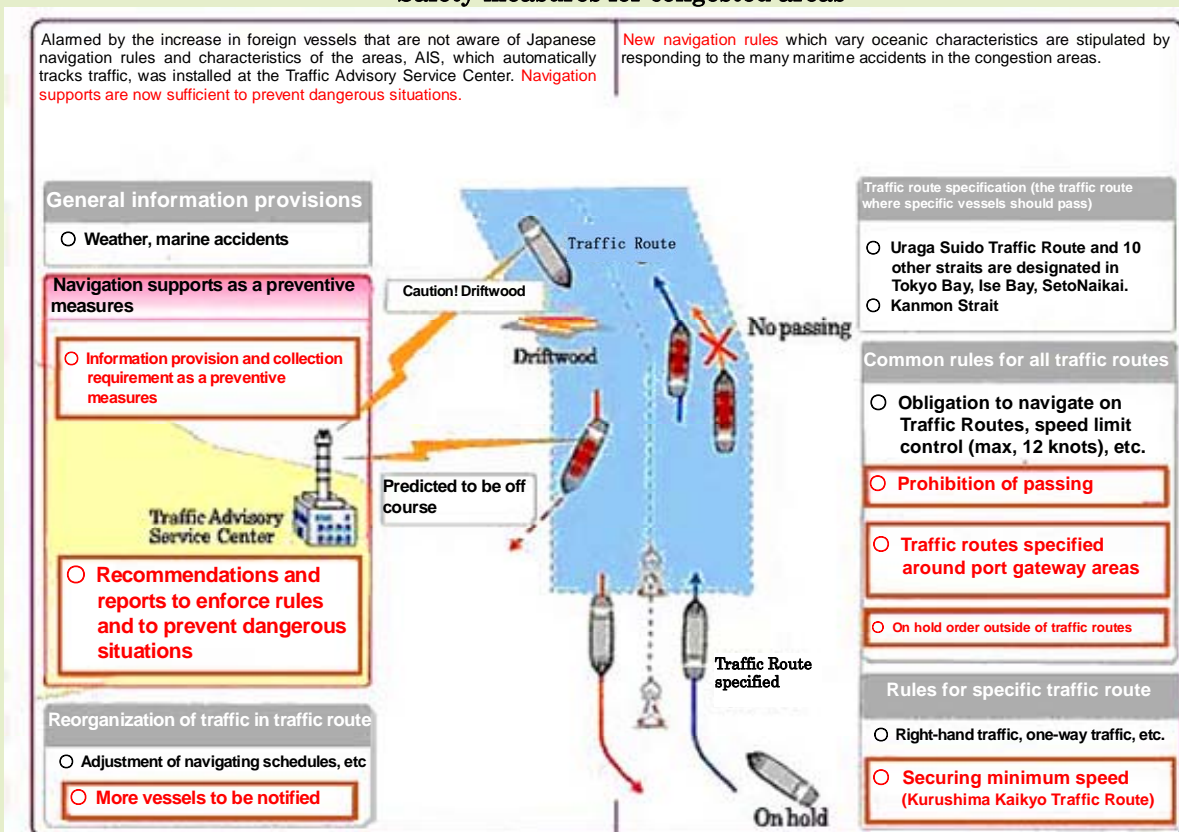 Safety measures for congested areas
Alarmed by the increase in foreign vessels that are not aware of Japanese
navigation rules and characteristics of the areas, AIS, which automatically
tracks traffic, was installed at the Traffic Advisory Service Center. Navigation
supports are now sufficient to prevent dangerous situations.
New navigation rules which vary oceanic characteristics are stipulated by
responding to the many maritime accidents in the congestion areas.
General information provisions
○ Weather, marine accidents
Navigation supports as a preventive
measures
○ Information provision and collection
requirement as a preventive
measures
Traffic Advisory
Service Center
○ Recommendations and
reports to enforce rules
and to prevent dangerous
situations
Reorganization of traffic in traffic route
○ Adjustment of navigating schedules, etc
○ More vessels to be notified
Traffic Route
Caution! Driftwood
Driftwood
No passing
Predicted to be off
course
Traffic Route
specified
On hold
Traffic route specification (the traffic route
where specific vessels should pass)
○ Uraga Suido Traffic Route and 10
other straits are designated in
Tokyo Bay, Ise Bay, SetoNaikai.
○ Kanmon Strait
Common rules for all traffic routes
○ Obligation to navigate on
Traffic Routes, speed limit
control (max, 12 knots), etc.
○ Prohibition of passing
○ Traffic routes specified
around port gateway areas
○ On hold order outside of traffic routes
Rules for specific traffic route
○ Right-hand traffic, one-way traffic, etc.
○ Securing minimum speed
(Kurushima Kaikyo Traffic Route)